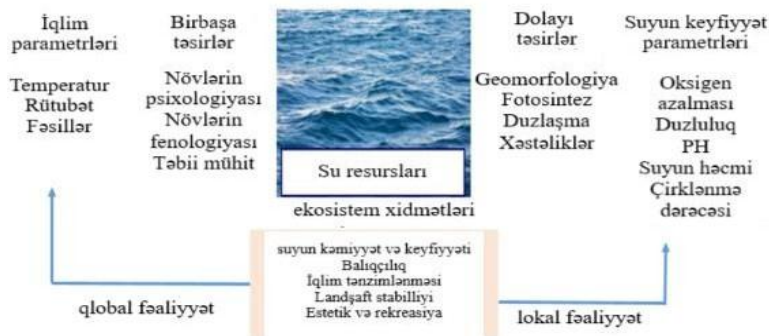 İqlim
parametrləri
Temperatur
Rütubət
Fəsillər
Birbaşa
təsirlər
Növlərin
psixologiyası
Növlərin
fenologiyası
Təbii mühit
Su resursları
ekosistem xidmətləri
Dolayı
təsirlər
Geomorfologiya
Fotosintez
Duzlaşma
Xəstəliklər
Suyun keyfiyyət
parametrləri
Oksigen
azalması
Duzluluq
PH
Suyun həcmi
Çirklənmə
dərəcəsi
suyun kəmiyyət və keyfiyyəti
Balıqçılıq
İqlim tənzimlənməsi
Landşaft stabilliyi
Estetik və rekreasiya
qlobal fəaliyyət
lokal fəaliyyət